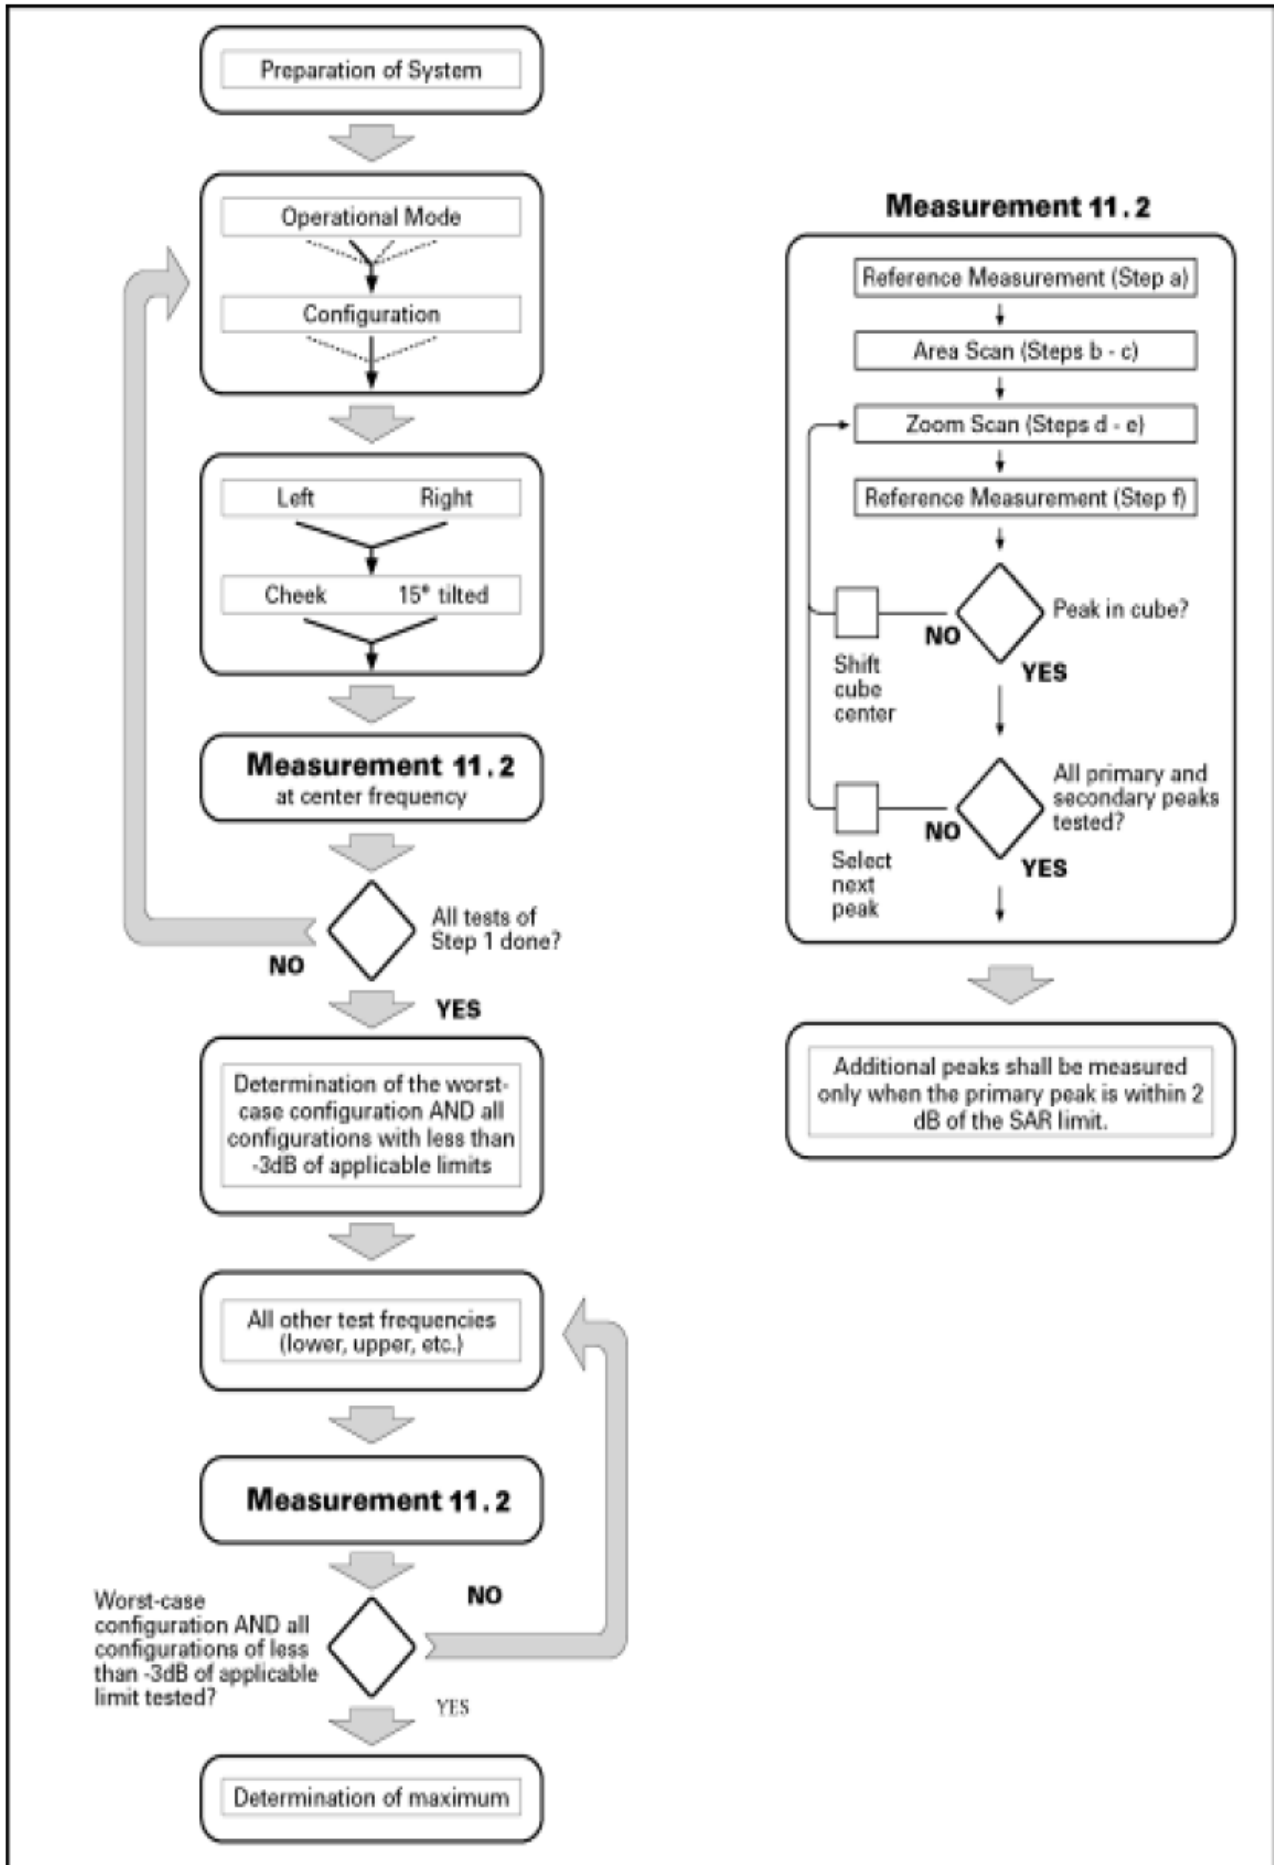 Preparation of System
Operational Mode
Configuration
Left Right
Cheek 15° tilted
Measurement 11.2
at center frequency
All tests of
Step 1 done?
NO
YES
Determination of the worst-
case configuration AND all
configurations with less than
-3dB of applicable limits
All other test frequencies
(lower, upper, etc.)
Measurement 11.2
NO
Worst-case
configuration AND all
configurations of less
than -3dB of applicable
limit tested?
YES
Determination of maximum
Measurement 11.2
Reference Measurement (Step a)
Area Scan (Steps b - c)
Zoom Scan (Steps d - e)
Reference Measurement (Step f)
Peak in cube?
NO
Shift
cube
center
YES
All primary and
secondary peaks
tested?
NO
Select
next
peak
YES
Additional peaks shall be measured
only when the primary peak is within 2
dB of the SAR limit.